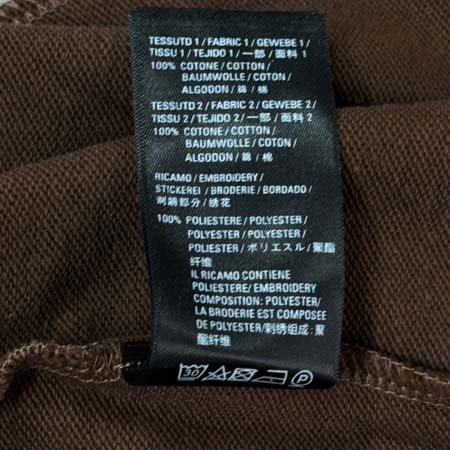 TESSUTO 1 / FABRIC 1 / GEWEBE 1 /
TISSU 1 / TEJIDO 1 / 一部 / 面料 1
100% COTONE / COTTON /
BAUMWOLLE / COTON /
ALGODON / 綿 / 棉
TESSUTO 2 / FABRIC 2 / GEWEBE 2 /
TISSU 2 / TEJIDO 2 / 一部 / 面料 2
100% COTONE / COTTON /
BAUMWOLLE / COTON /
ALGODON / 綿 / 棉
RICAMO / EMBROIDERY /
STICKEREI / BRODERIE / BORDADO /
刺繍部分 / 绣花
100% POLIESTERE / POLYESTER /
POLYESTER / POLYESTER /
POLIESTER / ポリエステル / 聚酯
纤维
IL RICAMO CONTIENE
POLIESTERE/ EMBROIDERY
COMPOSITION: POLYESTER/
LA BRODERIE EST COMPOSEE
DE POLYESTER/刺绣组成: 聚
酯纤维
30 P